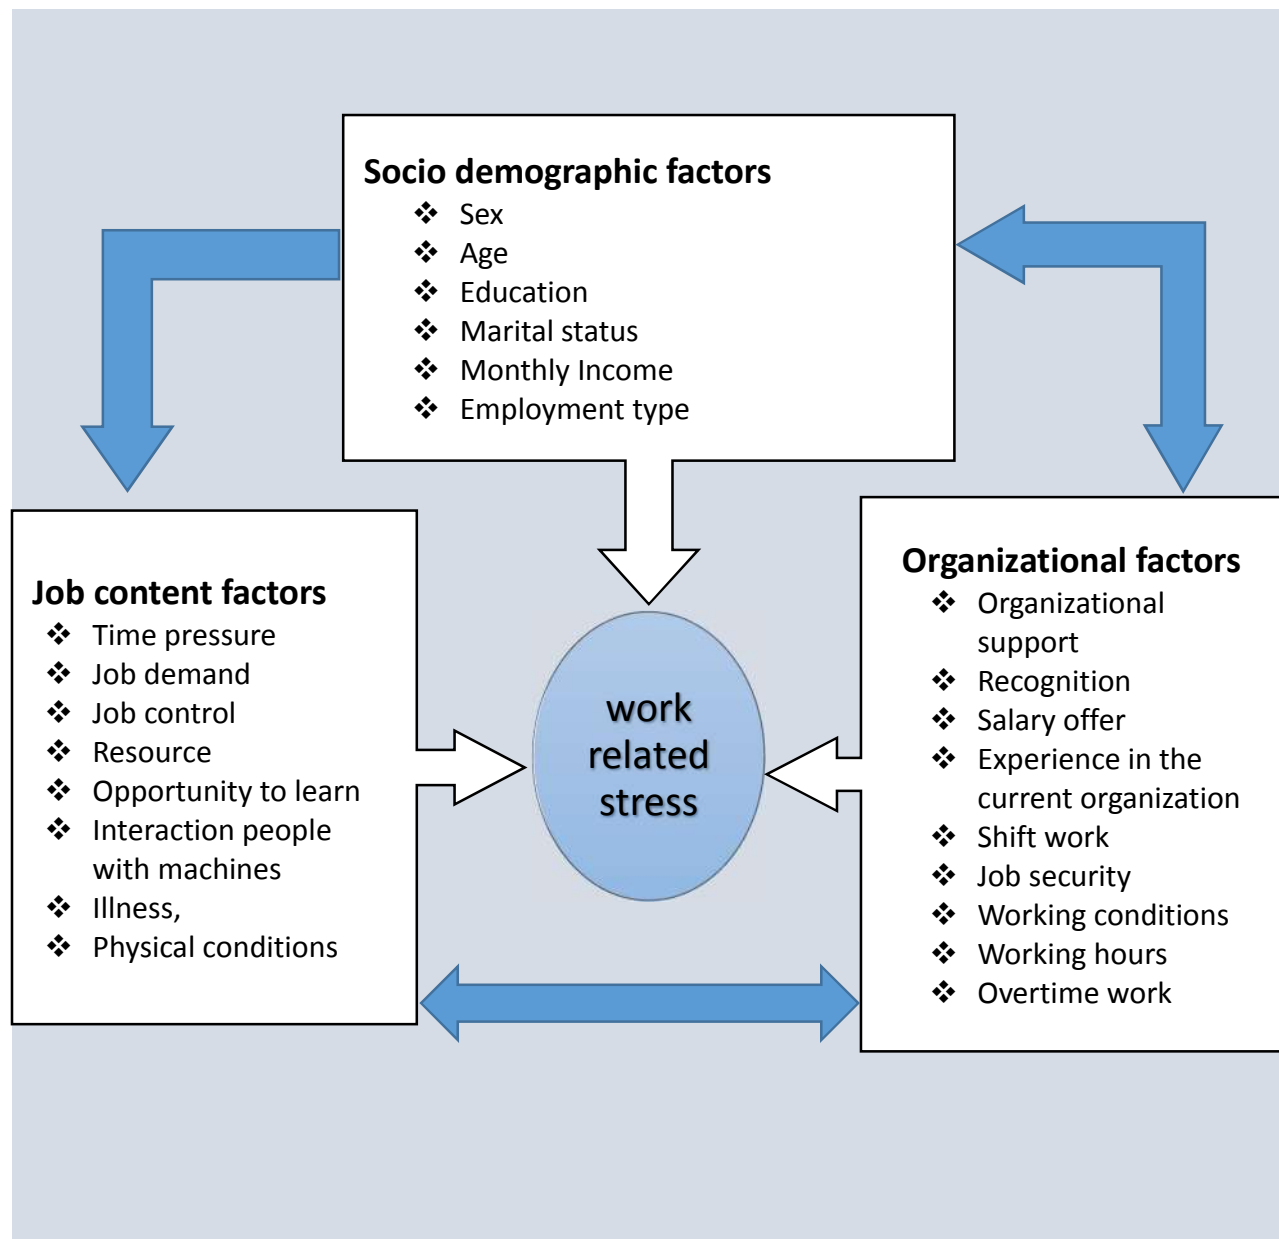 Socio demographic factors
❖ Sex
❖ Age
❖ Education
❖ Marital status
❖ Monthly Income
❖ Employment type
Job content factors
❖ Time pressure
❖ Job demand
❖ Job control
❖ Resource
❖ Opportunity to learn
❖ Interaction people
with machines
❖ Illness,
❖ Physical conditions
work
related
stress
Organizational factors
❖ Organizational
support
❖ Recognition
❖ Salary offer
❖ Experience in the
current organization
❖ Shift work
❖ Job security
❖ Working conditions
❖ Working hours
❖ Overtime work